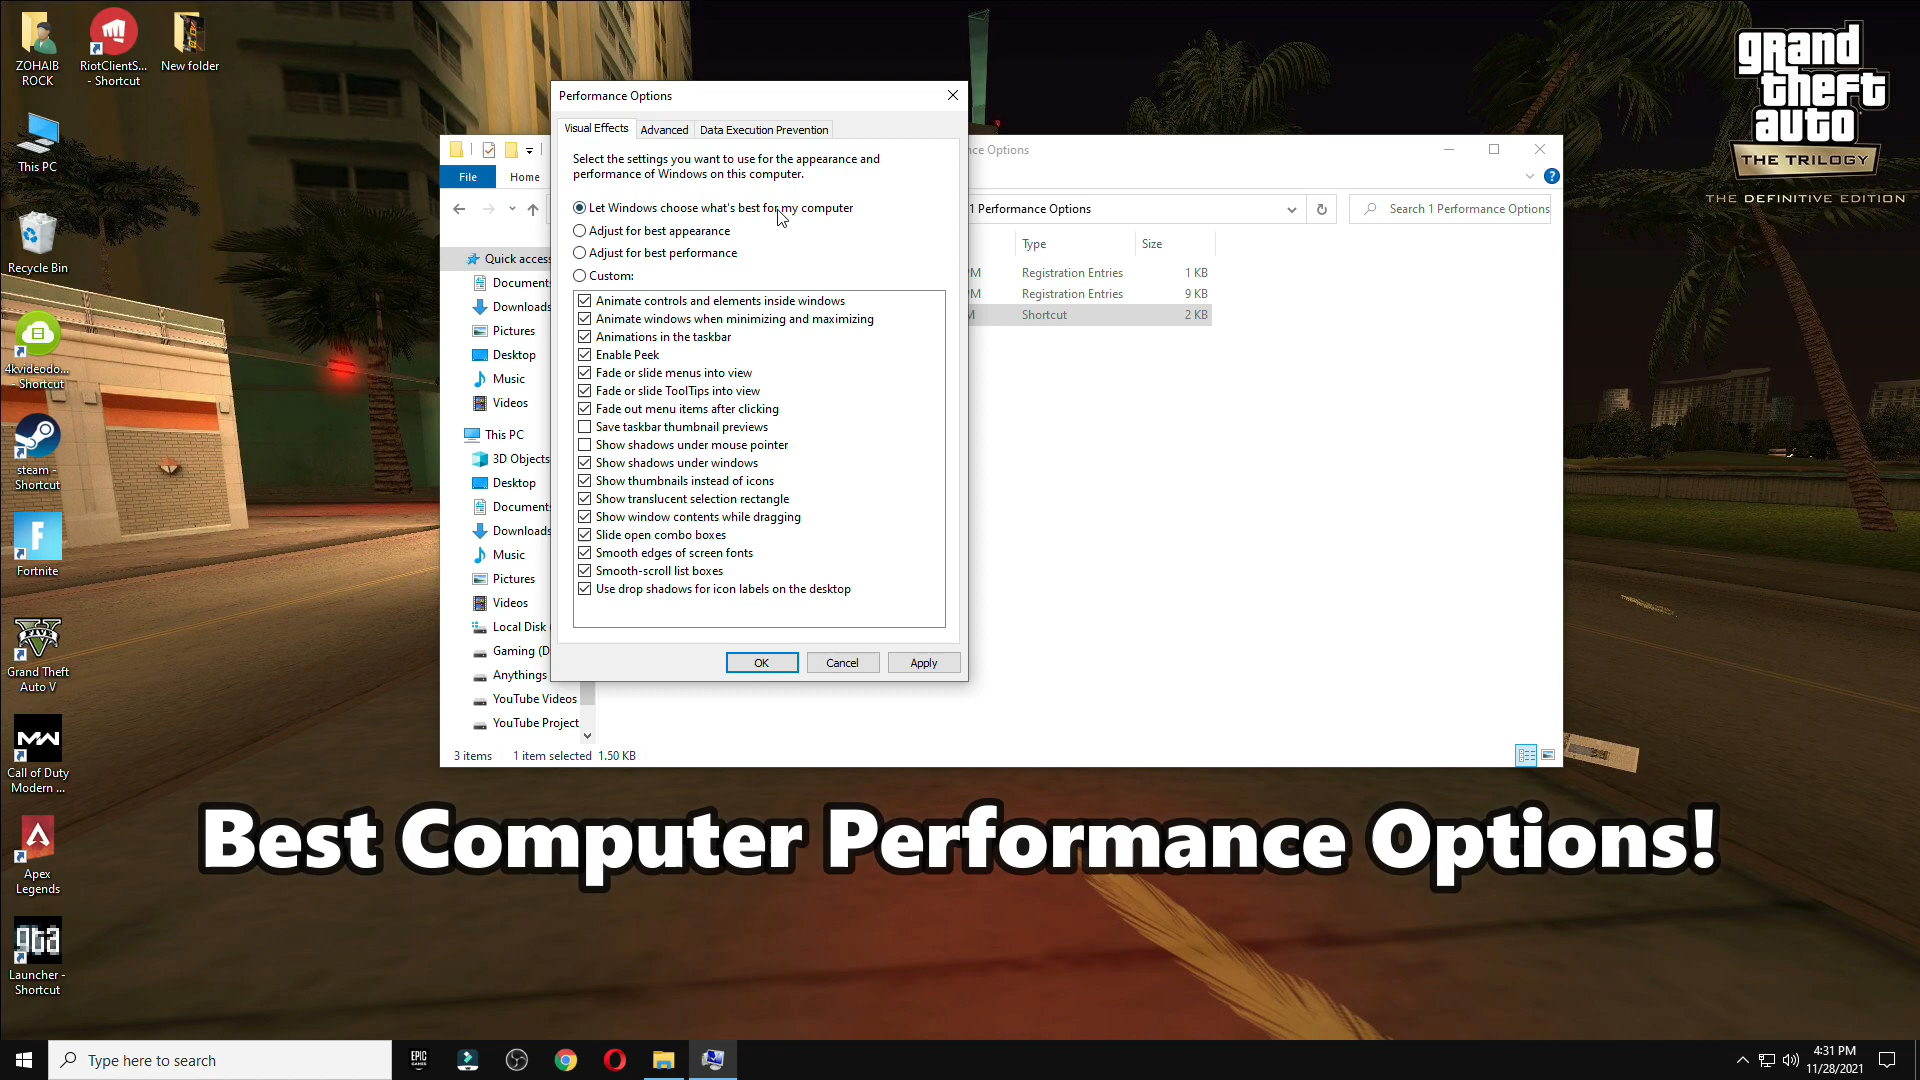 ZOHAIB
ROCK
RiotClientS...
- Shortcut
New folder
This PC
Recycle Bin
4kvideodo...
- Shortcut
steam -
Shortcut
Fortnite
Grand Theft
Auto V
Call of Duty
Modern ...
Apex
Legends
Launcher -
Shortcut
grand
theft
auto
THE TRILOGY
THE DEFINITIVE EDITION
Performance Options
Visual Effects
Advanced
Data Execution Prevention
Select the settings you want to use for the appearance and
performance of Windows on this computer.
Let Windows choose what's best for my computer
Adjust for best appearance
Adjust for best performance
Custom:
Animate controls and elements inside windows
Animate windows when minimizing and maximizing
Animations in the taskbar
Enable Peek
Fade or slide menus into view
Fade or slide ToolTips into view
Fade out menu items after clicking
Save taskbar thumbnail previews
Show shadows under mouse pointer
Show shadows under windows
Show thumbnails instead of icons
Show translucent selection rectangle
Show window contents while dragging
Slide open combo boxes
Smooth edges of screen fonts
Smooth-scroll list boxes
Use drop shadows for icon labels on the desktop
OK
Cancel
Apply
nce Options
File
Home
1 Performance Options
Search 1 Performance Options
Type
Size
PM Registration Entries 1 KB
PM Registration Entries 9 KB
M Shortcut 2 KB
Quick access
Documents
Downloads
Pictures
Desktop
Music
Videos
This PC
3D Objects
Desktop
Documents
Downloads
Music
Pictures
Videos
Local Disk
Gaming (D
Anythings
YouTube Videos
YouTube Project
3 items 1 item selected 1.50 KB
Best Computer Performance Options!
Type here to search
EPIC
GAMES
4:31 PM
11/28/2021